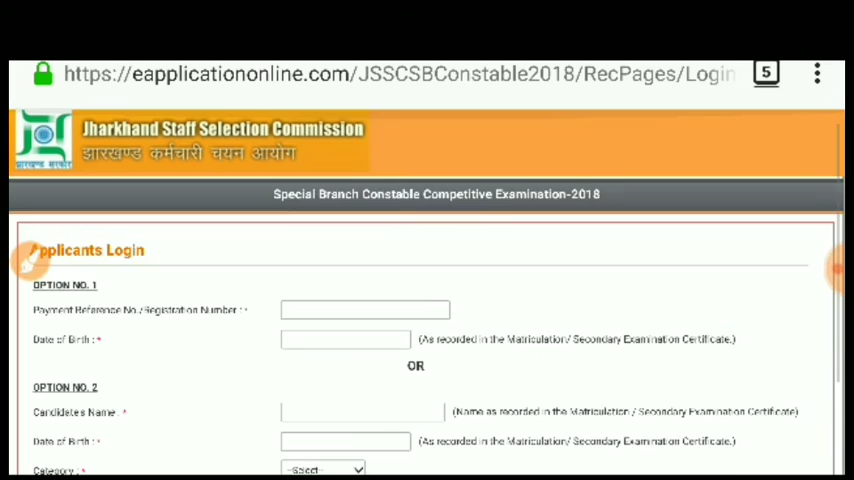 https://eapplicationonline.com/JSSCSBConstable2018/RecPages/Login
5
Jharkhand Staff Selection Commission
झारखण्ड कर्मचारी चयन आयोग
झारखण्ड सरकार
Special Branch Constable Competitive Examination-2018
Applicants Login
OPTION NO. 1
Payment Reference No./Registration Number : *
Date of Birth : * (As recorded in the Matriculation/ Secondary Examination Certificate.)
OR
OPTION NO. 2
Candidates Name : * (Name as recorded in the Matriculation / Secondary Examination Certificate)
Date of Birth : * (As recorded in the Matriculation/ Secondary Examination Certificate.)
Category : * --Select--